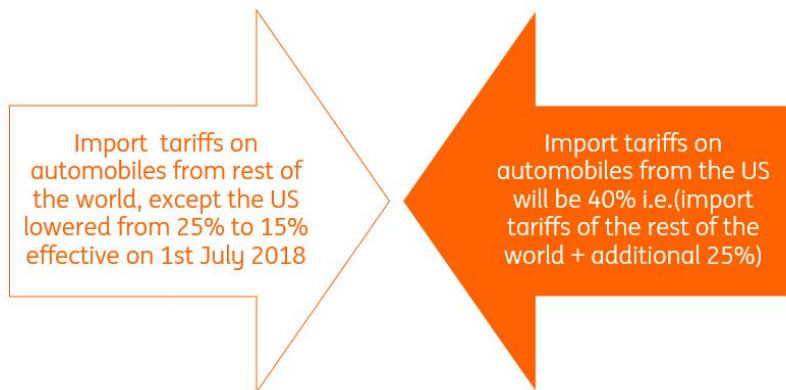 Import tariffs on
automobiles from rest of
the world, except the US
lowered from 25% to 15%
effective on 1st July 2018
Import tariffs on
automobiles from the US
will be 40% i.e.(import
tariffs of the rest of the
world + additional 25%)